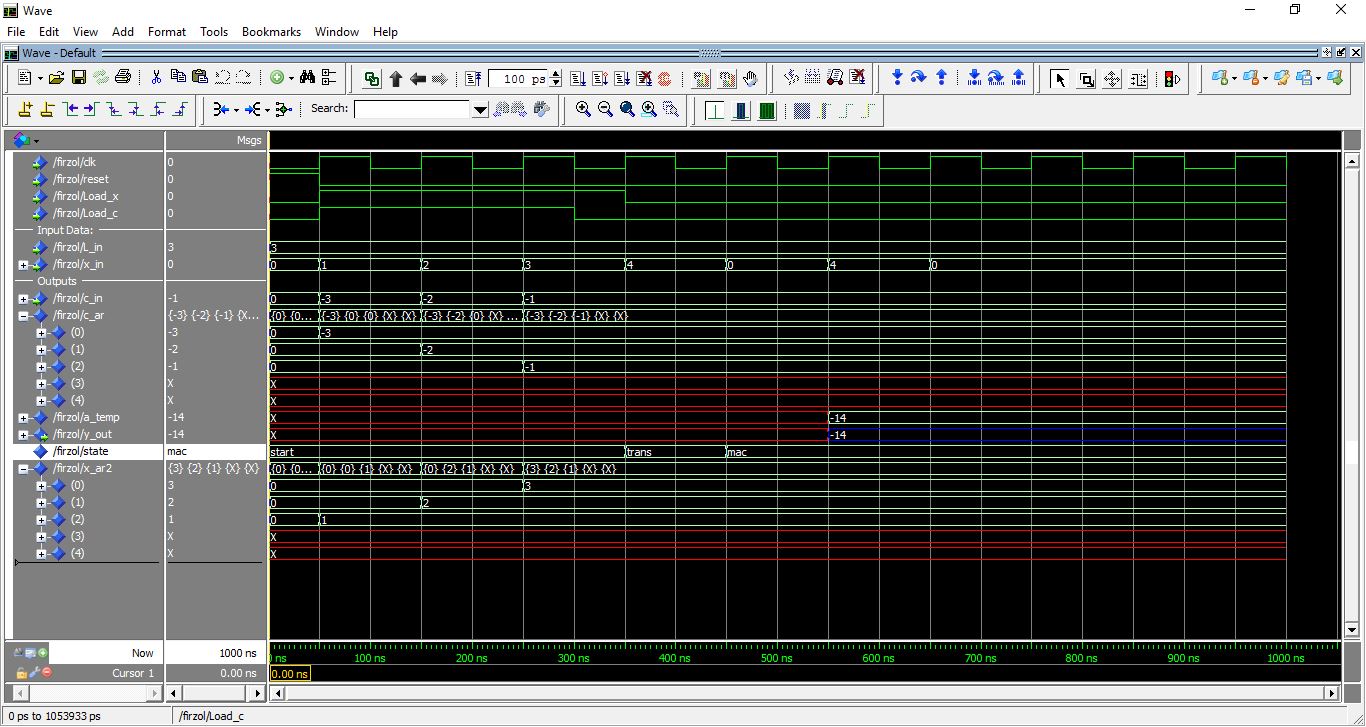 Wave
File Edit View Add Format Tools Bookmarks Window Help
Wave - Default
100 ps
Search:
Msgs
/firzol/clk 0
/firzol/reset 0
/firzol/Load_x 0
/firzol/Load_c 0
Input Data:
/firzol/L_in 3 3
/firzol/x_in 0 0 1 2 3 4 0 4 0
Outputs
/firzol/c_in -1 0 -3 -2 -1
/firzol/c_ar {-3} {-2} {-1} {X... {0} {0... {-3} {0} {0} {X} {X} {-3} {-2} {0} {X} ... {-3} {-2} {-1} {X} {X}
(0) -3 0 -3
(1) -2 0 -2
(2) -1 0 -1
(3) X X
(4) X X
/firzol/a_temp -14 X -14
/firzol/y_out -14 X -14
/firzol/state mac start trans mac
/firzol/x_ar2 {3} {2} {1} {X} {X} {0} {0... {0} {0} {1} {X} {X} {0} {2} {1} {X} {X} {3} {2} {1} {X} {X}
(0) 3 0 3
(1) 2 0 2
(2) 1 0 1
(3) X X
(4) X X
Now 1000 ns ns 100 ns 200 ns 300 ns 400 ns 500 ns 600 ns 700 ns 800 ns 900 ns 1000 ns
Cursor 1 0.00 ns 0.00 ns
0 ps to 1053933 ps /firzol/Load_c